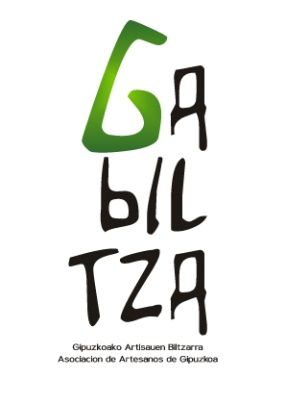 Ga
bIL
TZa
Gipuzkoako Artisauen Biltzarra
Asociacion de Artesanos de Gipuzkoa